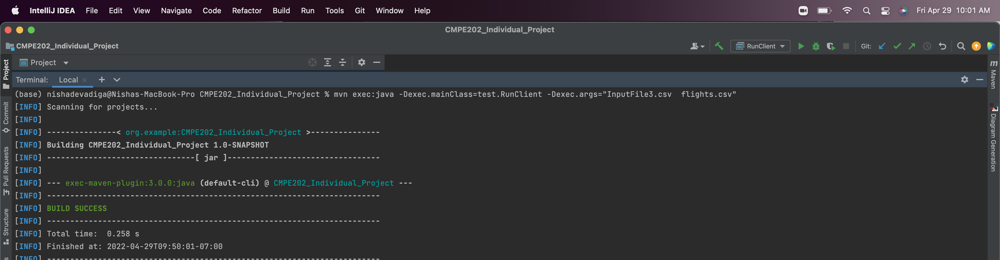 IntelliJ IDEA File Edit View Navigate Code Refactor Build Run Tools Git Window Help Fri Apr 29 10:01 AM
CMPE202_Individual_Project
CMPE202_Individual_Project RunClient Git:
Project
Terminal: Local
(base) nishadevadiga@Nishas-MacBook-Pro CMPE202_Individual_Project % mvn exec:java -Dexec.mainClass=test.RunClient -Dexec.args="InputFile3.csv  flights.csv"
[INFO] Scanning for projects...
[INFO]
[INFO] ---------------< org.example:CMPE202_Individual_Project >---------------
[INFO] Building CMPE202_Individual_Project 1.0-SNAPSHOT
[INFO] --------------------------------[ jar ]---------------------------------
[INFO]
[INFO] --- exec-maven-plugin:3.0.0:java (default-cli) @ CMPE202_Individual_Project ---
[INFO] ------------------------------------------------------------------------
[INFO] BUILD SUCCESS
[INFO] ------------------------------------------------------------------------
[INFO] Total time:  0.258 s
[INFO] Finished at: 2022-04-29T09:50:01-07:00
[INFO] ------------------------------------------------------------------------
Project
Commit
Pull Requests
Structure
m Maven
Diagram Generation